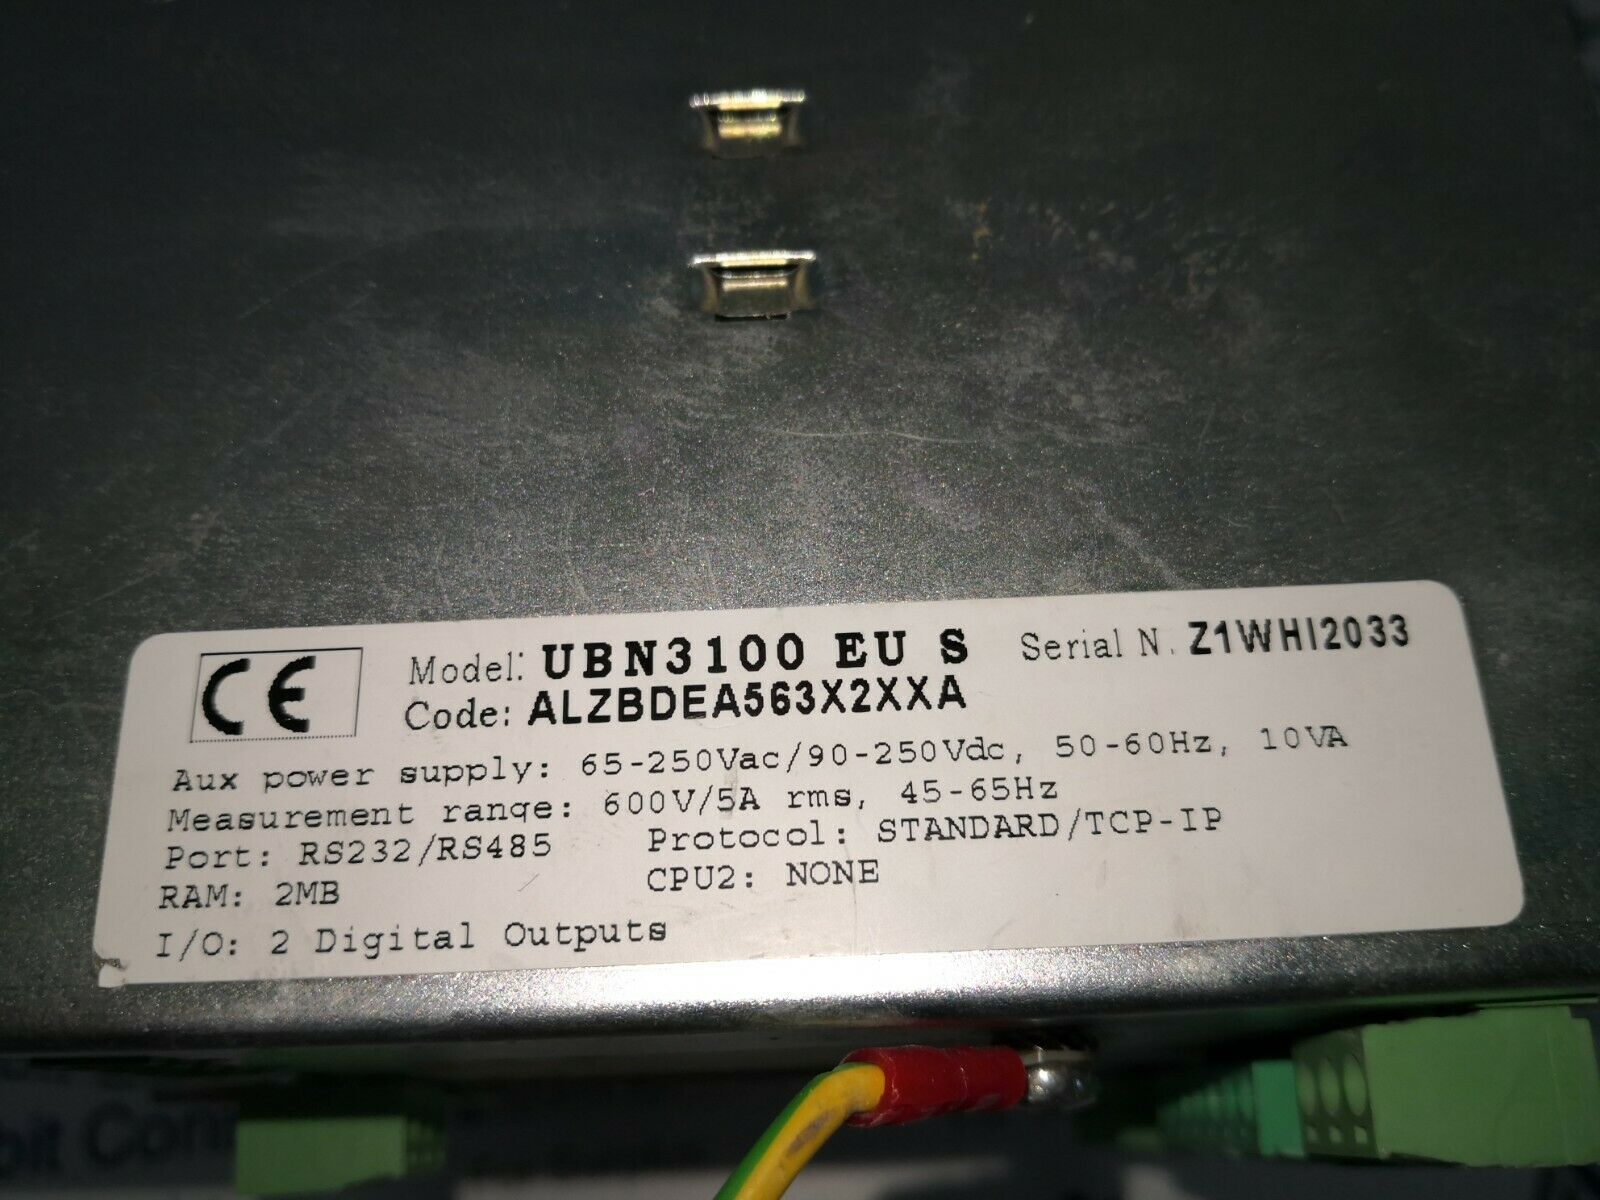 CE Model: UBN3100 EU S Serial N. Z1WHI2033
Code: ALZBDEA563X2XXA
Aux power supply: 65-250Vac/90-250Vdc, 50-60Hz, 10VA
Measurement range: 600V/5A rms, 45-65Hz
Port: RS232/RS485 Protocol: STANDARD/TCP-IP
RAM: 2MB CPU2: NONE
I/O: 2 Digital Outputs